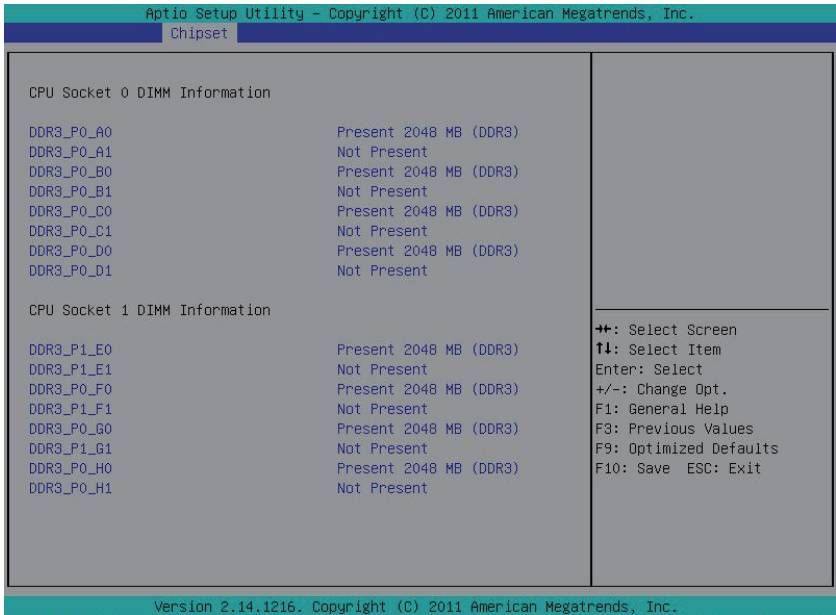 Aptio Setup Utility – Copyright (C) 2011 American Megatrends, Inc.
Chipset
CPU Socket 0 DIMM Information
DDR3_P0_A0 Present 2048 MB (DDR3)
DDR3_P0_A1 Not Present
DDR3_P0_B0 Present 2048 MB (DDR3)
DDR3_P0_B1 Not Present
DDR3_P0_C0 Present 2048 MB (DDR3)
DDR3_P0_C1 Not Present
DDR3_P0_D0 Present 2048 MB (DDR3)
DDR3_P0_D1 Not Present
CPU Socket 1 DIMM Information
DDR3_P1_E0 Present 2048 MB (DDR3)
DDR3_P1_E1 Not Present
DDR3_P0_F0 Present 2048 MB (DDR3)
DDR3_P1_F1 Not Present
DDR3_P0_G0 Present 2048 MB (DDR3)
DDR3_P1_G1 Not Present
DDR3_P0_H0 Present 2048 MB (DDR3)
DDR3_P0_H1 Not Present
→←: Select Screen
↑↓: Select Item
Enter: Select
+/-: Change Opt.
F1: General Help
F3: Previous Values
F9: Optimized Defaults
F10: Save ESC: Exit
Version 2.14.1216. Copyright (C) 2011 American Megatrends, Inc.